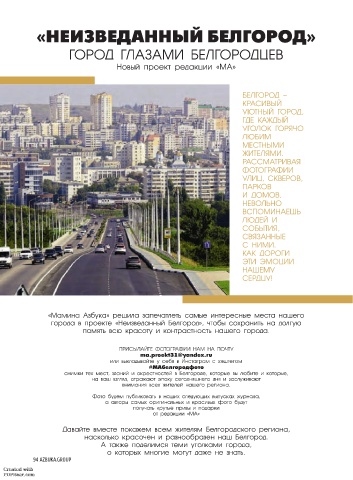 «НЕИЗВЕДАННЫЙ БЕЛГОРОД»
ГОРОД ГЛАЗАМИ БЕЛГОРОДЦЕВ
Новый проект редакции «МА»
БЕЛГОРОД –
КРАСИВЫЙ
УЮТНЫЙ ГОРОД,
ГДЕ КАЖДЫЙ
УГОЛОК ГОРЯЧО
ЛЮБИМ
МЕСТНЫМИ
ЖИТЕЛЯМИ.
РАССМАТРИВАЯ
ФОТОГРАФИИ
УЛИЦ, СКВЕРОВ,
ПАРКОВ
И ДОМОВ,
НЕВОЛЬНО
ВСПОМИНАЕШЬ
ЛЮДЕЙ И
СОБЫТИЯ,
СВЯЗАННЫЕ
С НИМИ.
КАК ДОРОГИ
ЭТИ ЭМОЦИИ
НАШЕМУ
СЕРДЦУ!
«Мамина Азбука» решила запечатлеть самые интересные места нашего
города в проекте «Неизведанный Белгород», чтобы сохранить на долгую
память всю красоту и контрастность нашего города.
ПРИСЫЛАЙТЕ ФОТОГРАФИИ НАМ НА ПОЧТУ
ma.proekt31@yandex.ru
или выкладывайте у себя в Инстаграм с хештегом
#МАбелгородфото
снимки тех мест, зданий и окрестностей в Белгороде, которые вы любите и которые,
на ваш взгляд, отражают эпоху сегодняшнего дня и заслуживают
внимания всех жителей нашего региона.
Фото будем публиковать в наших следующих выпусках журнала,
а авторы самых оригинальных и красивых фото будут
получать крутые призы и подарки
от редакции «МА»
Давайте вместе покажем всем жителям Белгородского региона,
насколько красочен и разнообразен наш Белгород.
А также поделимся теми уголками города,
о которых многие могут даже не знать.
94 AZBUKA.GROUP
Created with